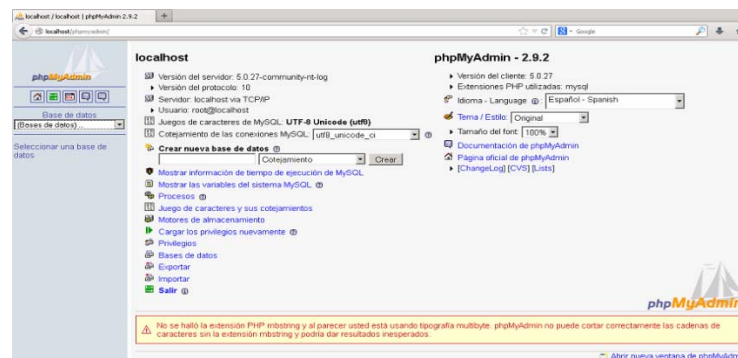 localhost / localhost | phpMyAdmin 2.9.2
localhost/phpmyadmin/
Google
phpMyAdmin
Base de datos
(Bases de datos) ...
Seleccionar una base de
datos
localhost
Versión del servidor: 5.0.27-community-nt-log
Versión del protocolo: 10
Servidor: localhost via TCP/IP
Usuario: root@localhost
Juegos de caracteres de MySQL: UTF-8 Unicode (utf8)
Cotejamiento de las conexiones MySQL: utf8_unicode_ci
Crear nueva base de datos
Cotejamiento Crear
Mostrar información de tiempo de ejecución de MySQL
Mostrar las variables del sistema MySQL
Procesos
Juego de caracteres y sus cotejamientos
Motores de almacenamiento
Cargar los privilegios nuevamente
Privilegios
Bases de datos
Exportar
Importar
Salir
phpMyAdmin - 2.9.2
Versión del cliente: 5.0.27
Extensiones PHP utilizadas: mysql
Idioma - Language : Español - Spanish
Tema / Estilo: Original
Tamaño del font: 100%
Documentación de phpMyAdmin
Página oficial de phpMyAdmin
[ChangeLog] [CVS] [Lists]
phpMyAdmin
No se halló la extensión PHP mbstring y al parecer usted está usando tipografía multibyte. phpMyAdmin no puede cortar correctamente las cadenas de
caracteres sin la extensión mbstring y podría dar resultados inesperados.
Abrir nueva ventana de phpMyAdm